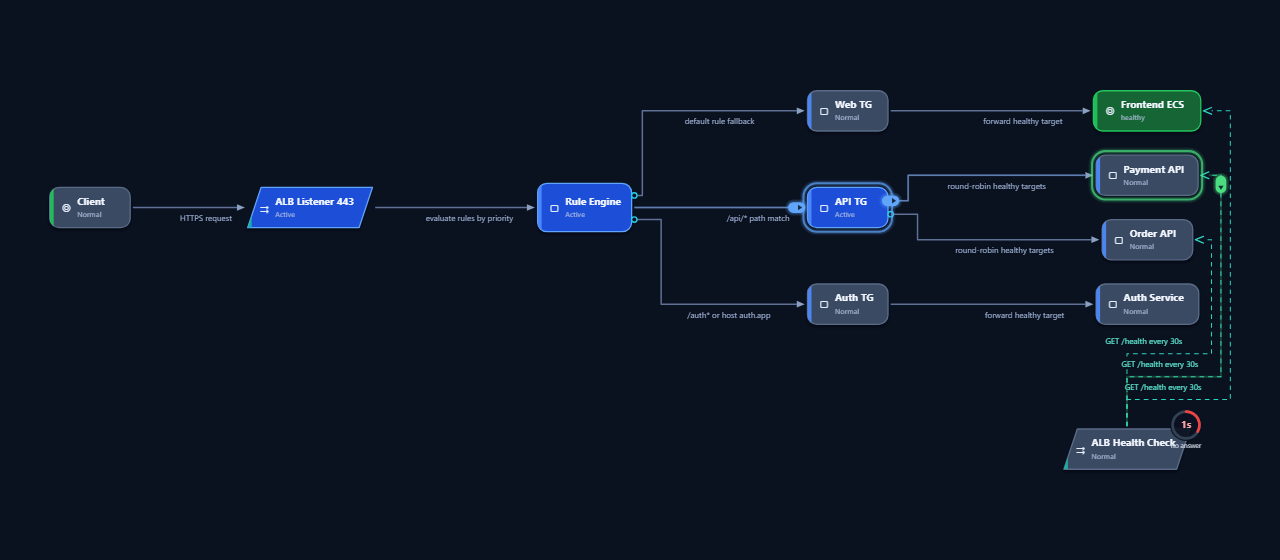 Client
Normal
HTTPS request
ALB Listener 443
Active
evaluate rules by priority
Rule Engine
Active
default rule fallback
/api/* path match
/auth* or host auth.app
Web TG
Normal
API TG
Active
Auth TG
Normal
forward healthy target
round-robin healthy targets
round-robin healthy targets
forward healthy target
Frontend ECS
healthy
Payment API
Normal
Order API
Normal
Auth Service
Normal
GET /health every 30s
GET /health every 30s
GET /health every 30s
1s
ALB Health Check
Normal
answer